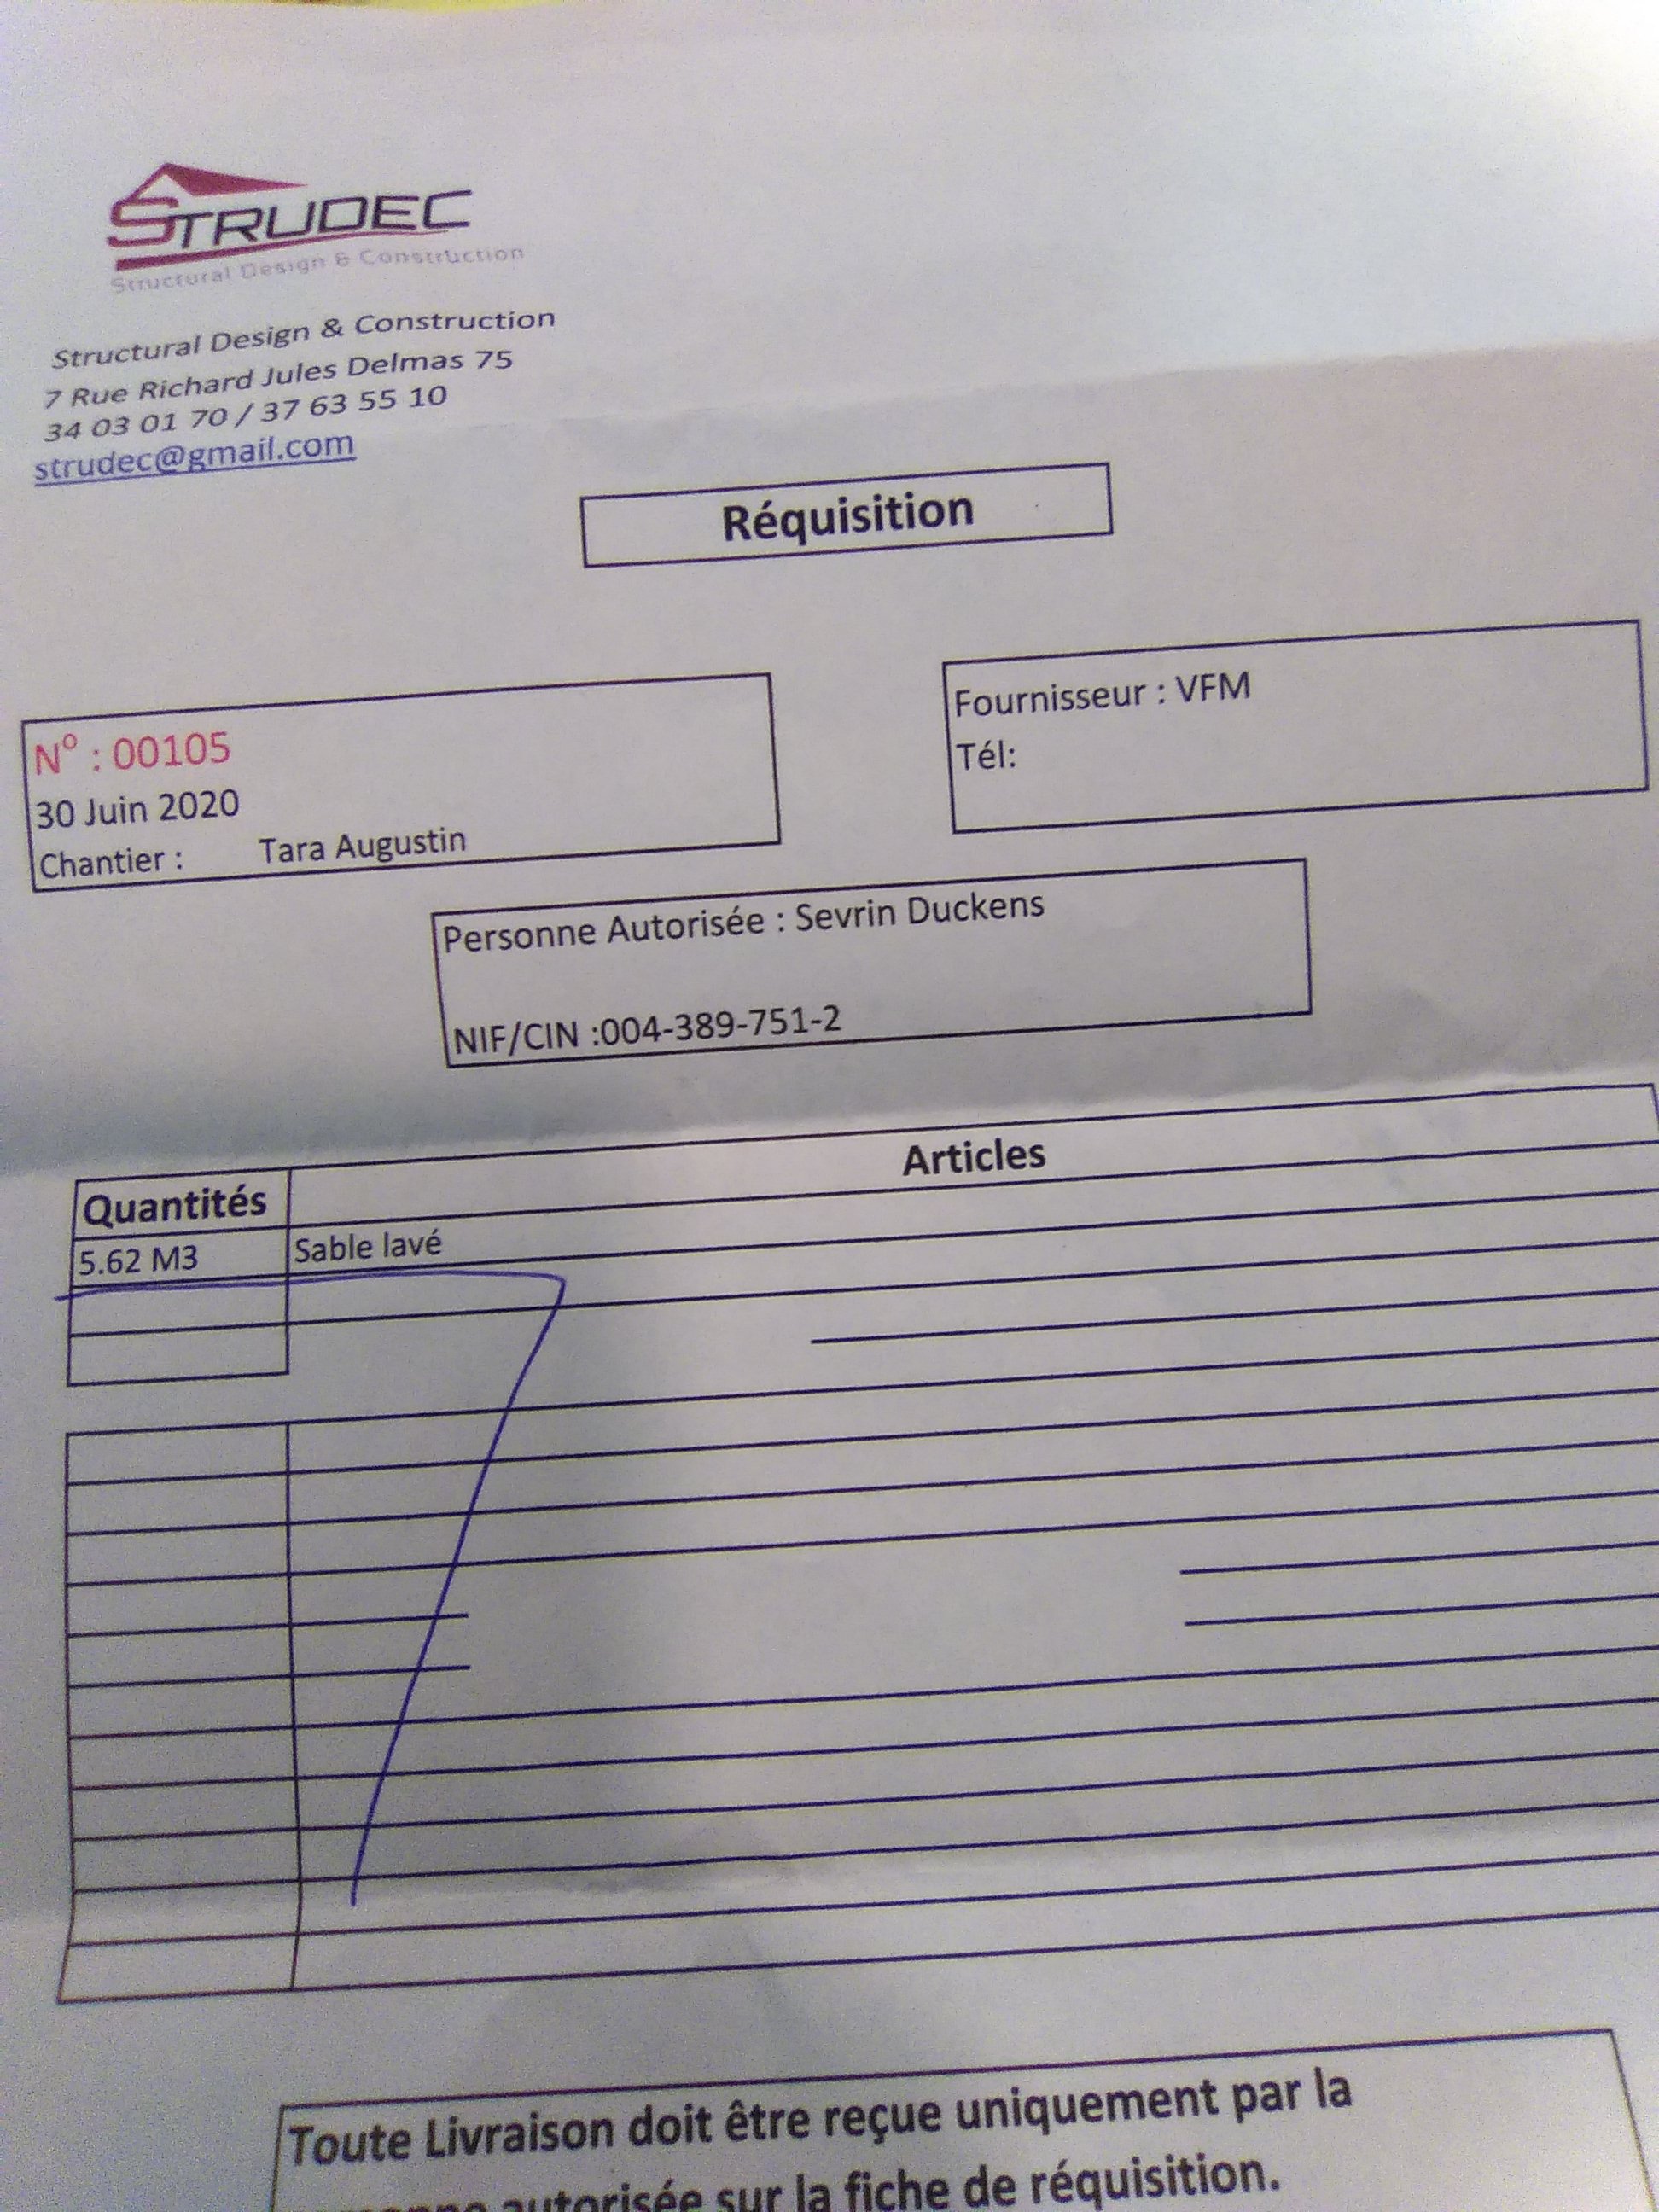 STRUDEC
Structural Design & Construction
Structural Design & Construction
7 Rue Richard Jules Delmas 75
34 03 01 70 / 37 63 55 10
strudec@gmail.com
Réquisition
N° : 00105
30 Juin 2020
Chantier : Tara Augustin
Fournisseur : VFM
Tél:
Personne Autorisée : Sevrin Duckens
NIF/CIN :004-389-751-2
Quantités Articles
5.62 M3 Sable lavé
Toute Livraison doit être reçue uniquement par la
autorisée sur la fiche de réquisition.